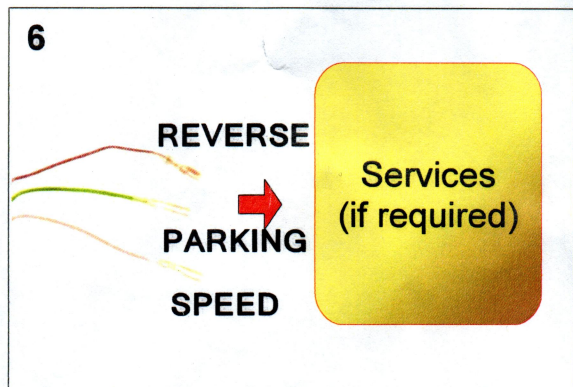 6
REVERSE
PARKING
SPEED
Services
(if required)